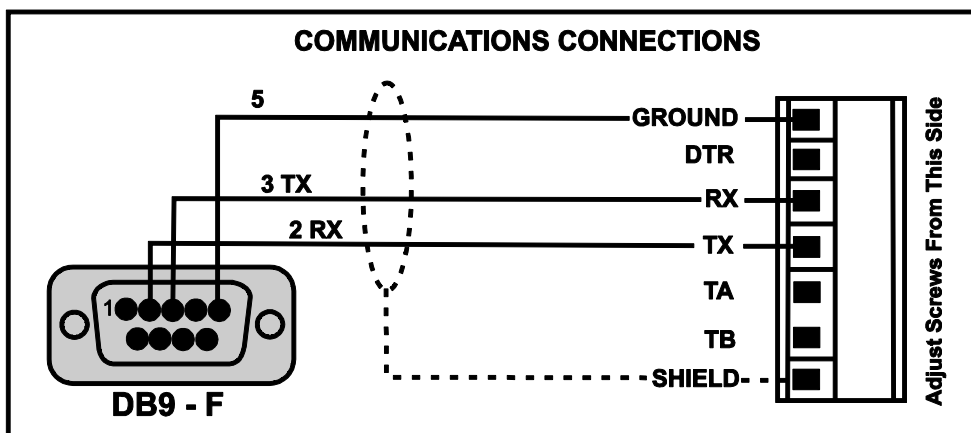 COMMUNICATIONS CONNECTIONS
5
GROUND
DTR
3 TX
RX
2 RX
TX
1
TA
TB
SHIELD
DB9 - F
Adjust Screws From This Side